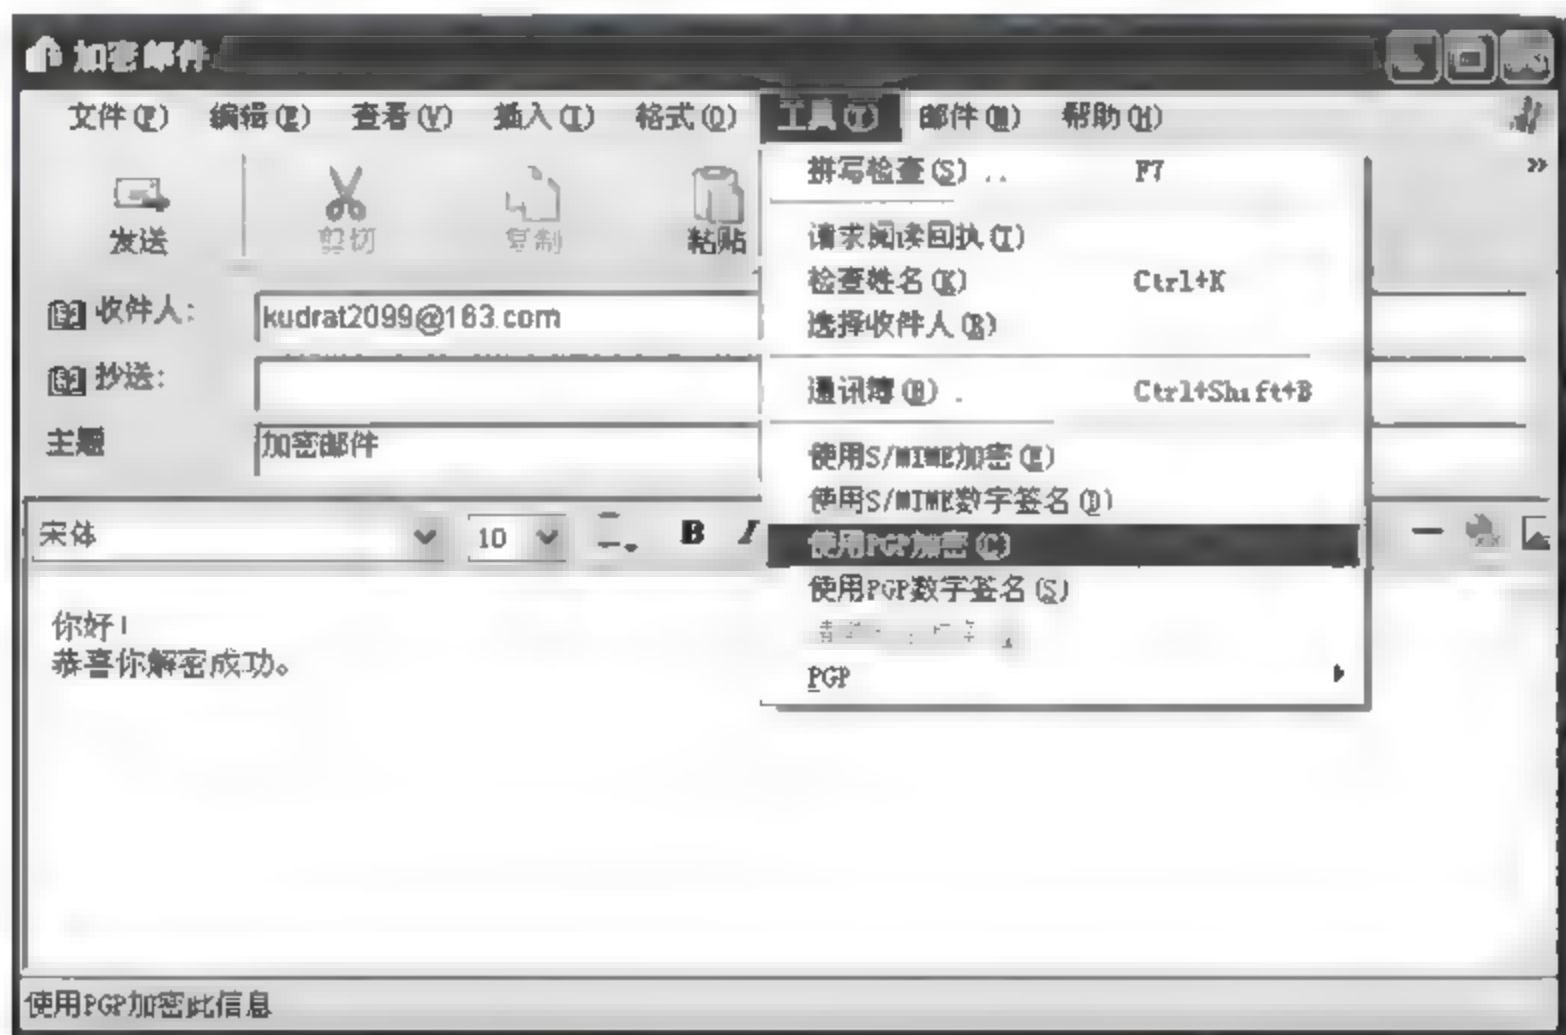 加密邮件
文件(F) 编辑(E) 查看(V) 插入(I) 格式(O) 工具(T) 邮件(M) 帮助(H)
发送 剪切 复制 粘贴
收件人: kudrat2099@163.com
抄送:
主题 加密邮件
宋体 10 B I
你好!
恭喜你解密成功。
拼写检查(S)... F7
请求阅读回执(T)
检查姓名(K) Ctrl+K
选择收件人(R)
通讯簿(B) . Ctrl+Shift+B
使用S/MIME加密(E)
使用S/MIME数字签名(D)
使用PGP加密(C)
使用PGP数字签名(S)
PGP
使用PGP加密此信息